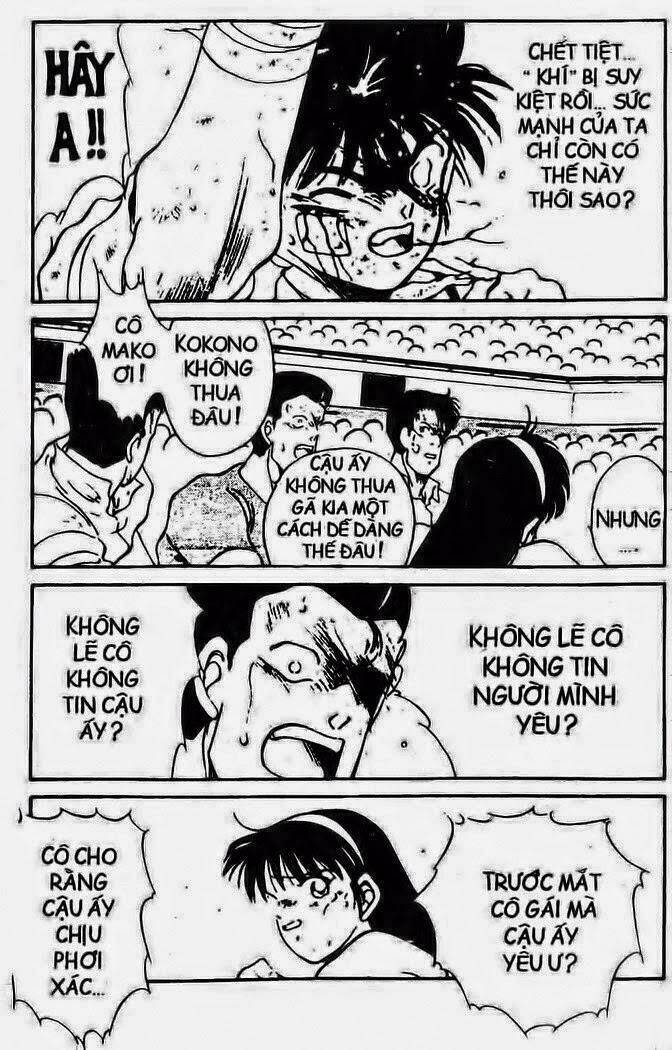 HÂY
A!!
CHẾT TIỆT...
"KHÍ" BỊ SUY
KIỆT RỒI... SỨC
MẠNH CỦA TA
CHỈ CÒN CÓ
THẾ NÀY
THÔI SAO?
CÔ
MAKO
ƠI!
KOKONO
KHÔNG
THUA
ĐÂU!
CẬU ẤY
KHÔNG THUA
GÃ KIA MỘT
CÁCH DỄ DÀNG
THẾ ĐÂU!
NHƯNG
.....
KHÔNG
LẼ CÔ
KHÔNG
TIN CẬU
ẤY?
KHÔNG LẼ CÔ
KHÔNG TIN
NGƯỜI MÌNH
YÊU?
CÔ CHO
RẰNG
CẬU ẤY
CHỊU
PHƠI
XÁC...
TRƯỚC MẮT
CÔ GÁI MÀ
CẬU ẤY
YÊU Ư?